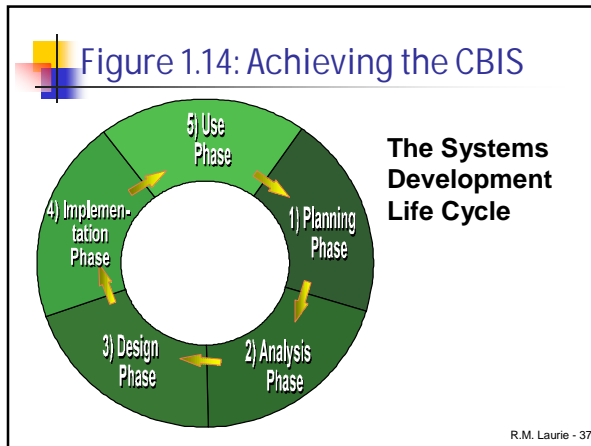 Figure 1.14: Achieving the CBIS
5) Use
Phase
1) Planning
Phase
2) Analysis
Phase
3) Design
Phase
4) Implemen-
tation
Phase
The Systems
Development
Life Cycle
R.M. Laurie - 37